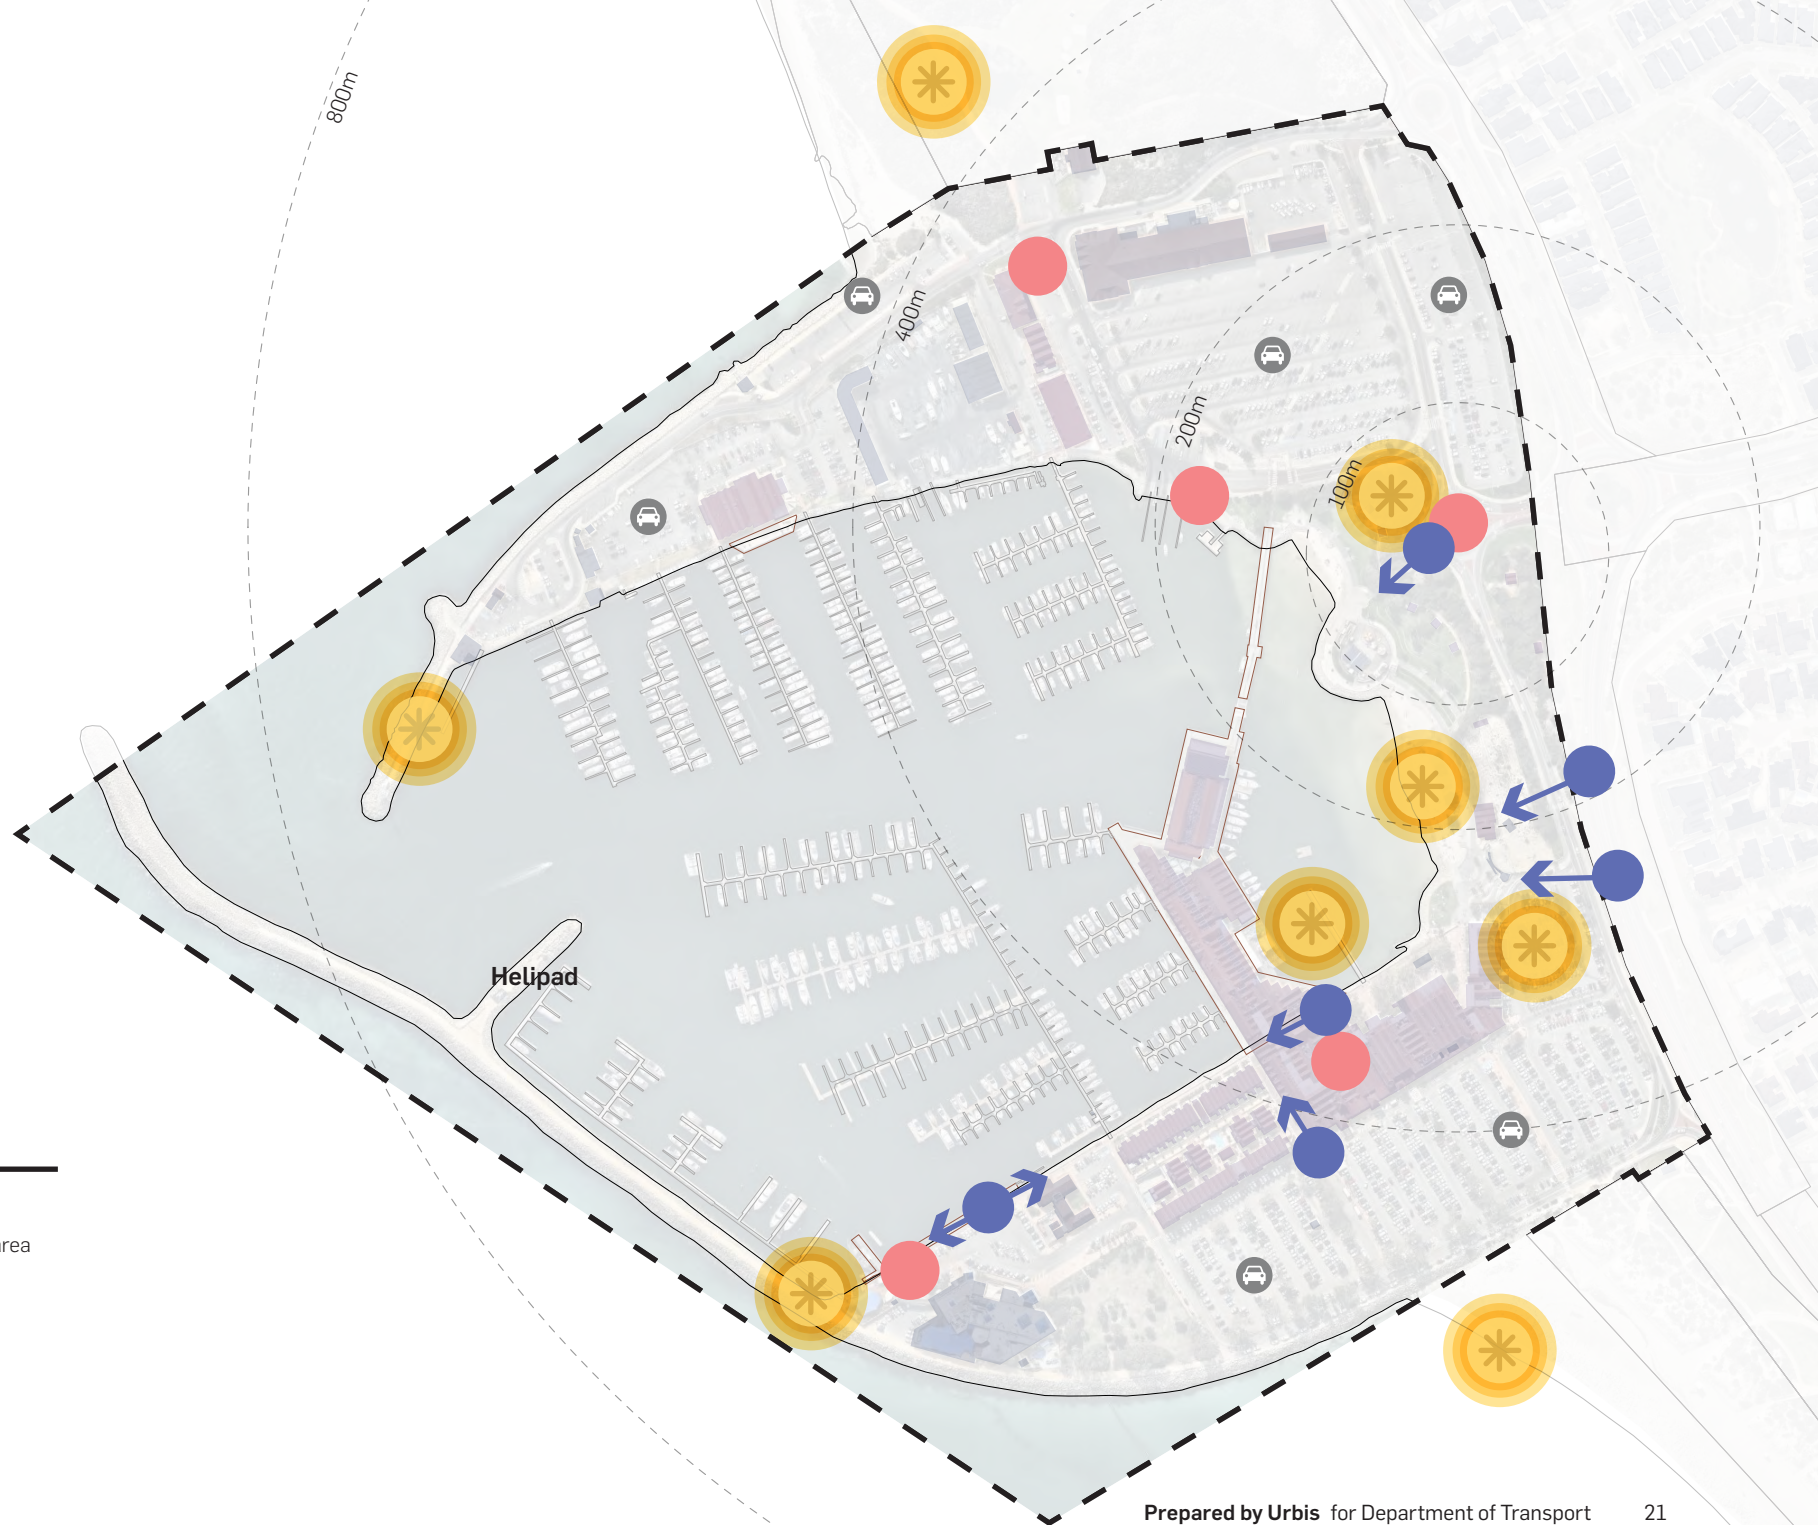 800m
400m
200m
100m
Helipad
rea
Prepared by Urbis for Department of Transport 21